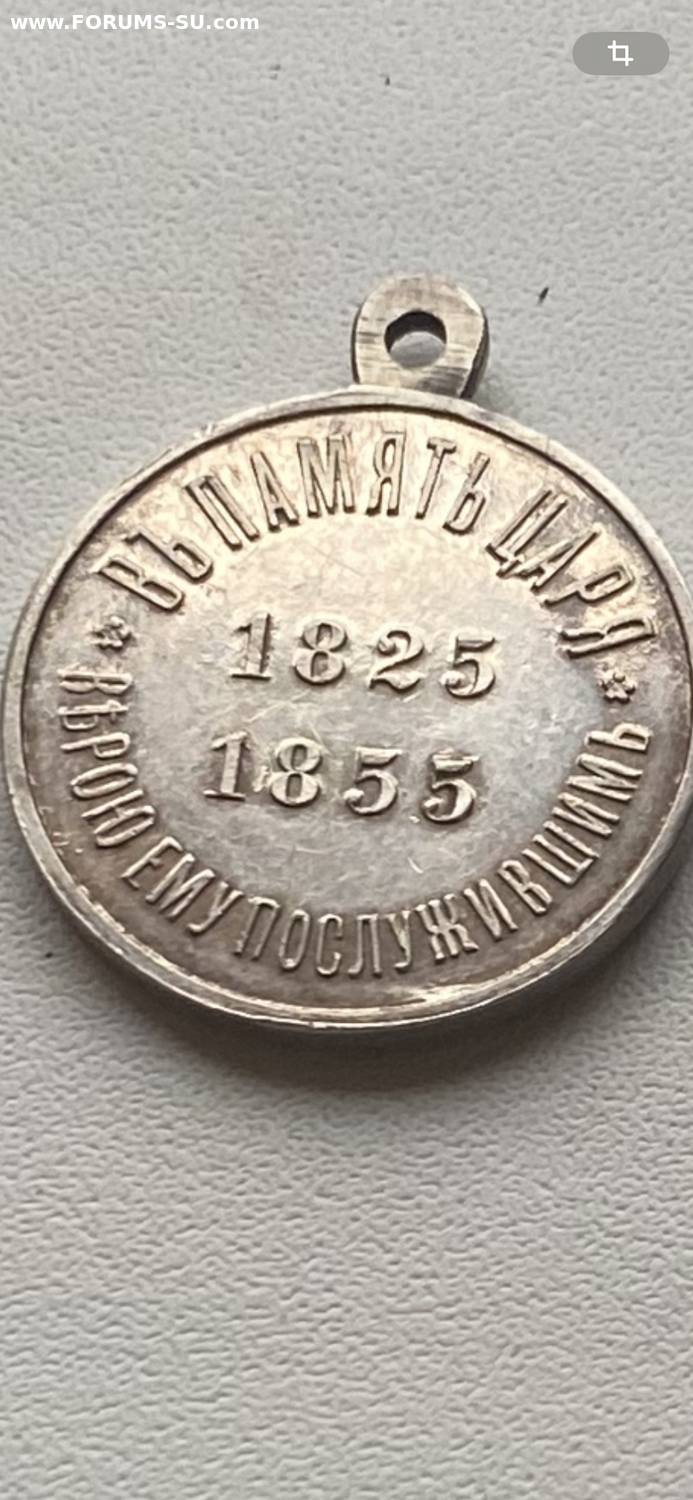 www.FORUMS-SU.com
ВЪ ПАМЯТЬ ЦАРЯ
1825
1855
ВѢРОЮ ЕМУ ПОСЛУЖИВШИМЪ